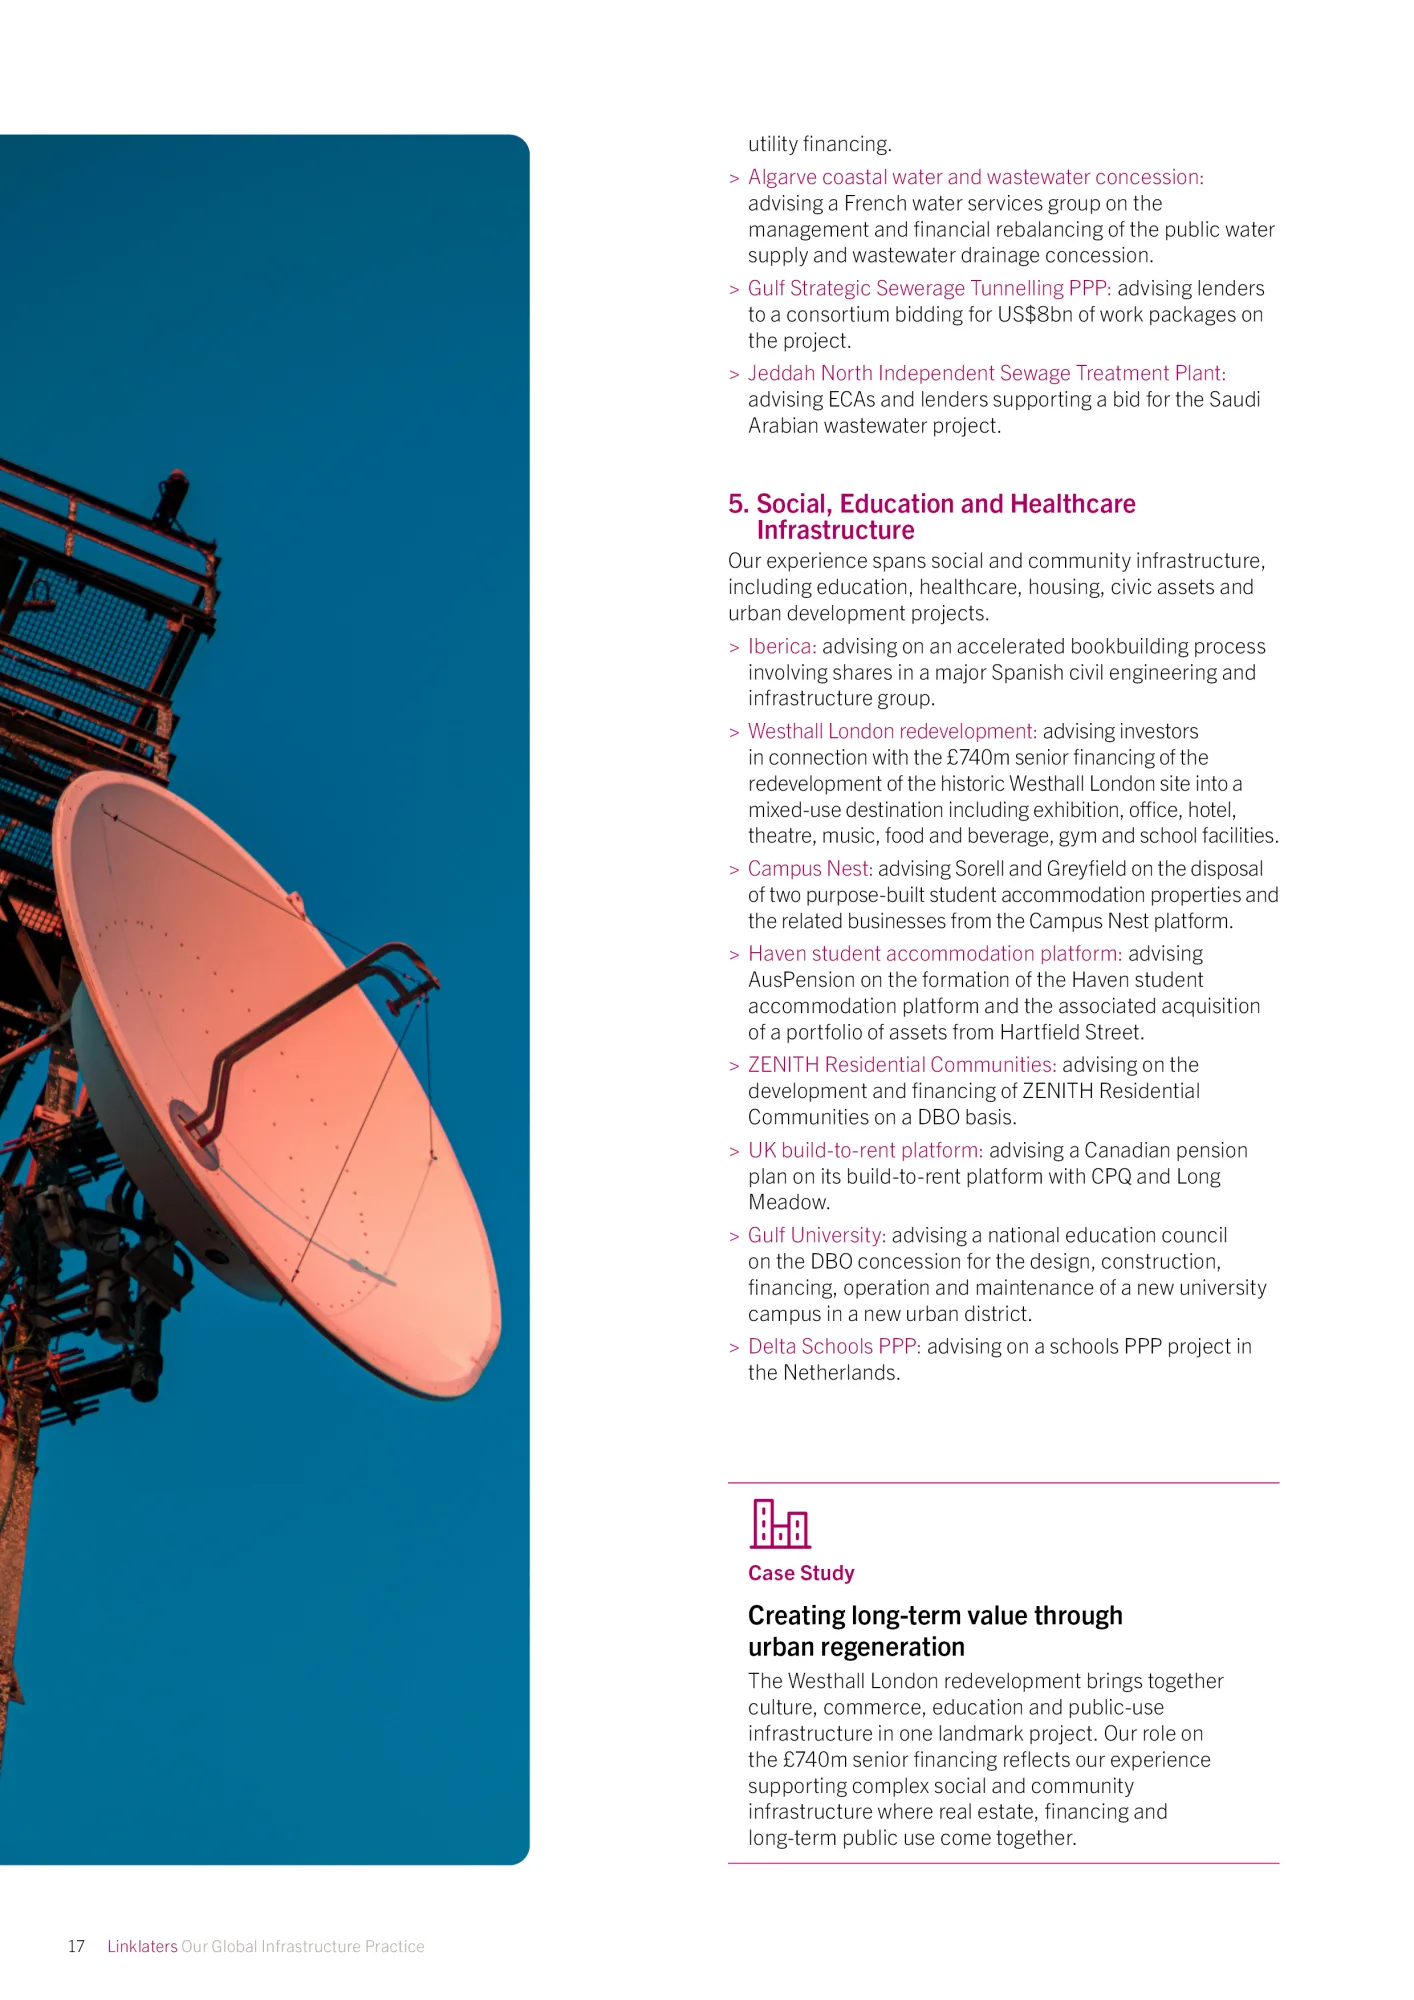 utility financing.
> Algarve coastal water and wastewater concession:
advising a French water services group on the
management and financial rebalancing of the public water
supply and wastewater drainage concession.
> Gulf Strategic Sewerage Tunnelling PPP: advising lenders
to a consortium bidding for US$8bn of work packages on
the project.
> Jeddah North Independent Sewage Treatment Plant:
advising ECAs and lenders supporting a bid for the Saudi
Arabian wastewater project.
5. Social, Education and Healthcare
Infrastructure
Our experience spans social and community infrastructure,
including education, healthcare, housing, civic assets and
urban development projects.
> Iberica: advising on an accelerated bookbuilding process
involving shares in a major Spanish civil engineering and
infrastructure group.
> Westhall London redevelopment: advising investors
in connection with the £740m senior financing of the
redevelopment of the historic Westhall London site into a
mixed-use destination including exhibition, office, hotel,
theatre, music, food and beverage, gym and school facilities.
> Campus Nest: advising Sorell and Greyfield on the disposal
of two purpose-built student accommodation properties and
the related businesses from the Campus Nest platform.
> Haven student accommodation platform: advising
AusPension on the formation of the Haven student
accommodation platform and the associated acquisition
of a portfolio of assets from Hartfield Street.
> ZENITH Residential Communities: advising on the
development and financing of ZENITH Residential
Communities on a DBO basis.
> UK build-to-rent platform: advising a Canadian pension
plan on its build-to-rent platform with CPQ and Long
Meadow.
> Gulf University: advising a national education council
on the DBO concession for the design, construction,
financing, operation and maintenance of a new university
campus in a new urban district.
> Delta Schools PPP: advising on a schools PPP project in
the Netherlands.
Case Study
Creating long-term value through
urban regeneration
The Westhall London redevelopment brings together
culture, commerce, education and public-use
infrastructure in one landmark project. Our role on
the £740m senior financing reflects our experience
supporting complex social and community
infrastructure where real estate, financing and
long-term public use come together.
17 Linklaters Our Global Infrastructure Practice